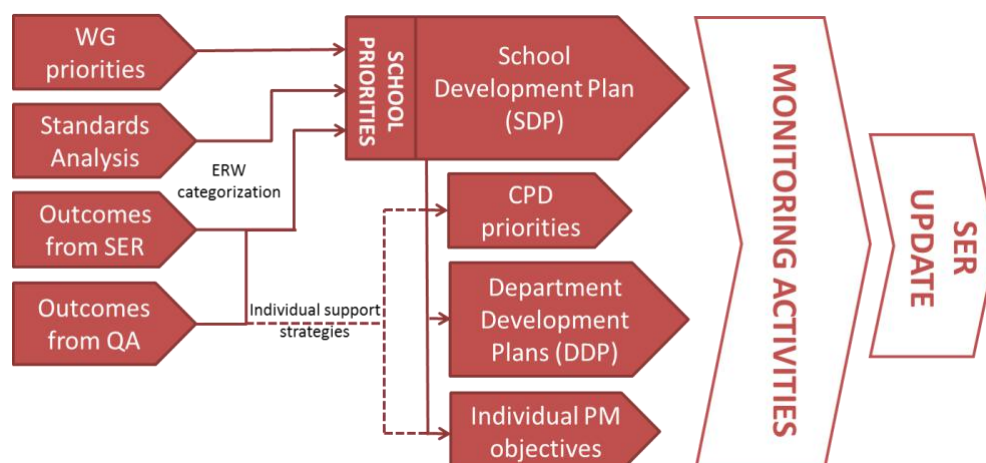 WG
priorities
Standards
Analysis
ERW
categorization
Outcomes
from SER
Outcomes
from QA
Individual support
strategies
SCHOOL
PRIORITIES
School
Development Plan
(SDP)
CPD
priorities
Department
Development
Plans (DDP)
Individual PM
objectives
MONITORING ACTIVITIES
SER
UPDATE